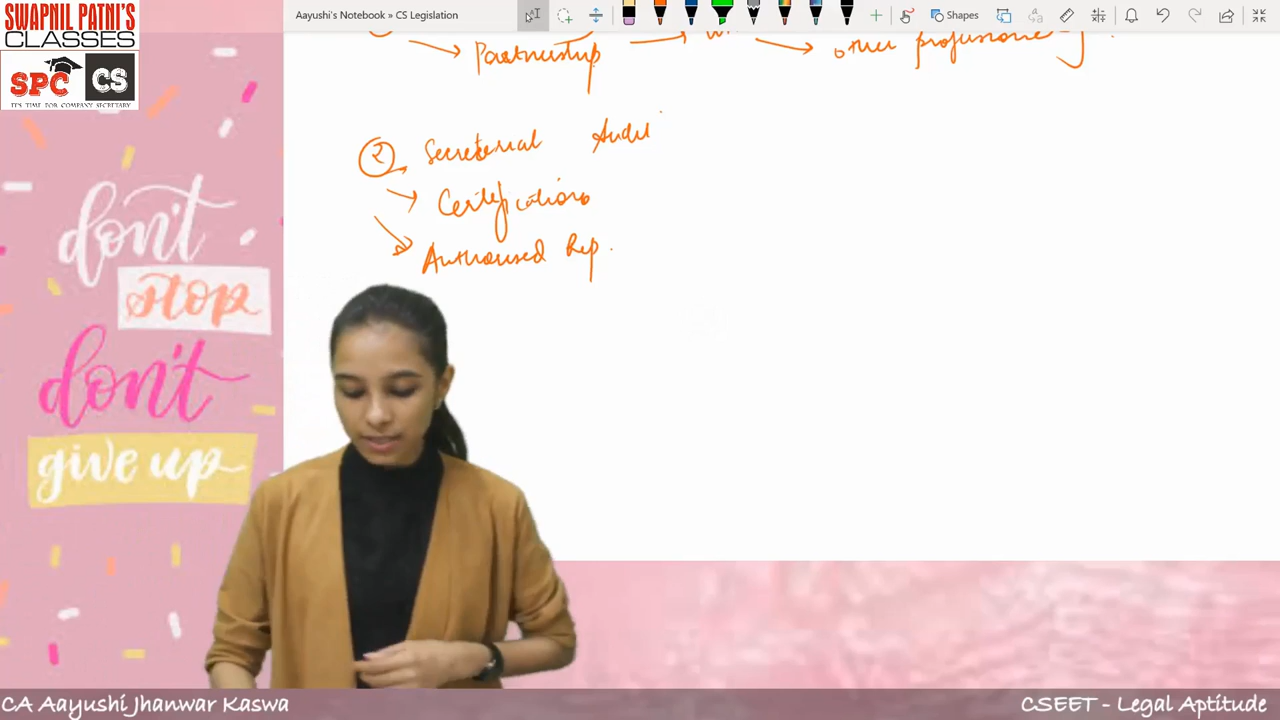 SWAPNIL PATNI'S
CLASSES
SPC CS
IT'S TIME FOR COMPANY SECRETARY
Aayushi's Notebook » CS Legislation
Shapes
Partnership
other
② Secretarial Audit
Certifications
Authorised Rep.
don't
stop
don't
give up
CA Aayushi Jhanwar Kaswa
CSEET - Legal Aptitude